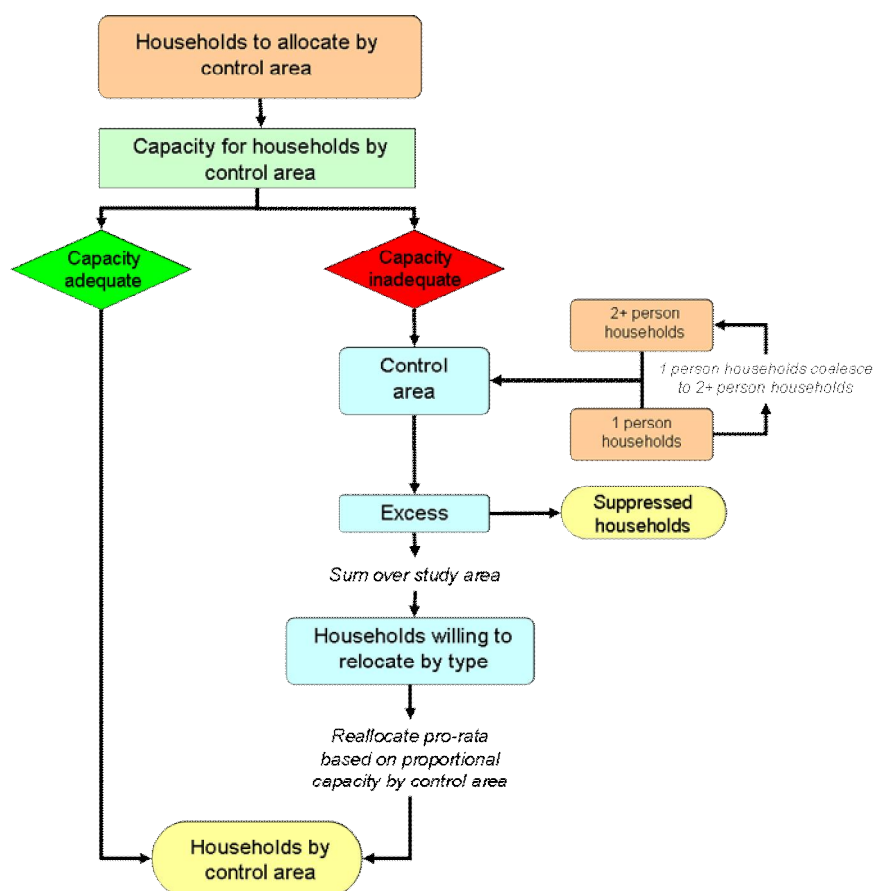 Households to allocate by
control area
Capacity for households by
control area
Capacity
adequate
Capacity
inadequate
2+ person
households
Control
area
1 person households coalesce
to 2+ person households
1 person
households
Excess
Suppressed
households
Sum over study area
Households willing to
relocate by type
Reallocate pro-rata
based on proportional
capacity by control area
Households by
control area